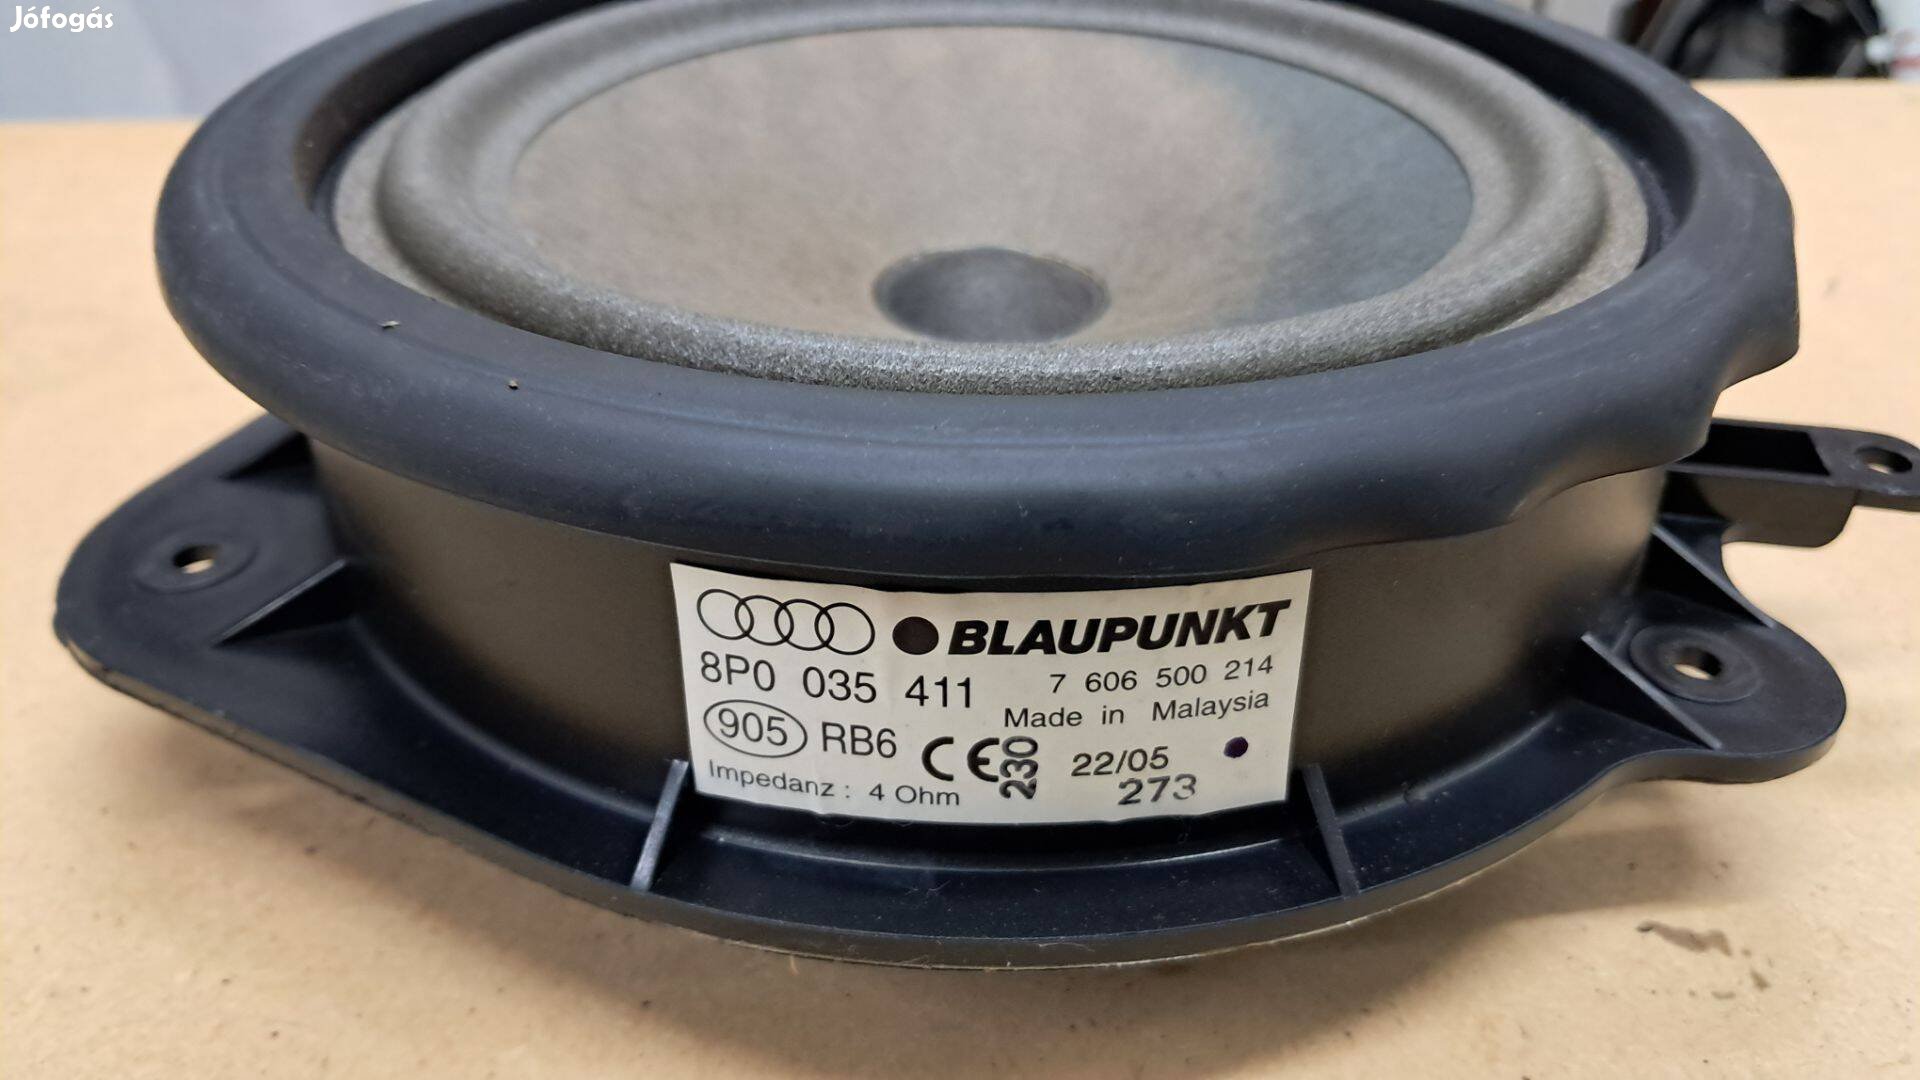 Jófogás
BLAUPUNKT
8P0 035 411 7 606 500 214
Made in Malaysia
905 RB6 CE 230 22/05
Impedanz : 4 Ohm 273